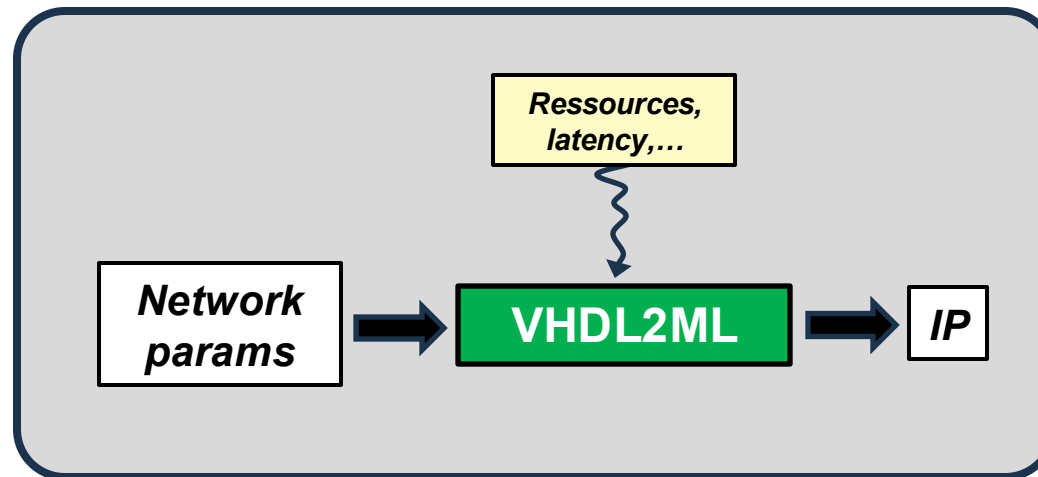 Ressources,
latency,...
Network
params
VHDL2ML
IP